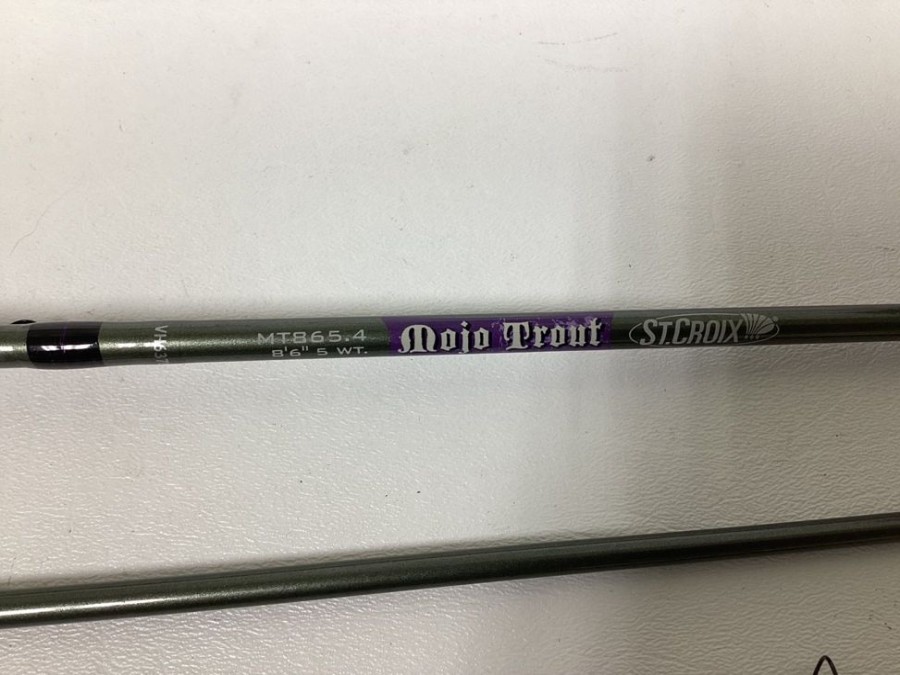 MT865.4
8'6" 5 WT.
Mojo Trout
ST.CROIX